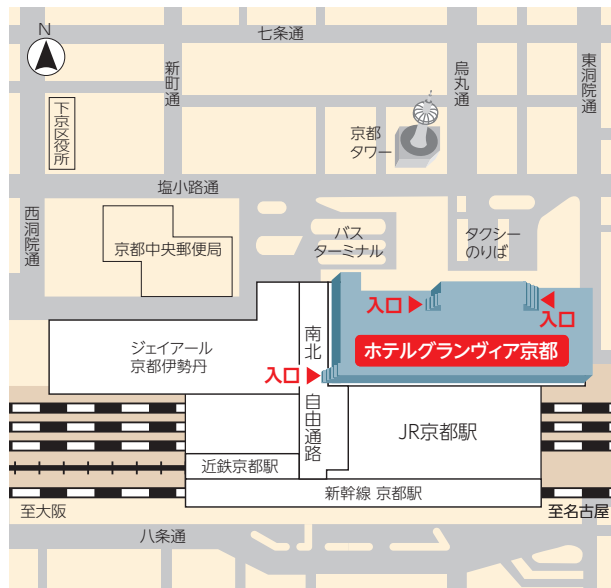 N
七条通
新町通
烏丸通
東洞院通
下京区役所
京都
タワー
塩小路通
西洞院通
京都中央郵便局
バス
ターミナル
タクシー
のりば
入口
入口
ホテルグランヴィア京都
ジェイアール
京都伊勢丹
南北自由通路
入口
JR京都駅
近鉄京都駅
新幹線 京都駅
至大阪
至名古屋
八条通